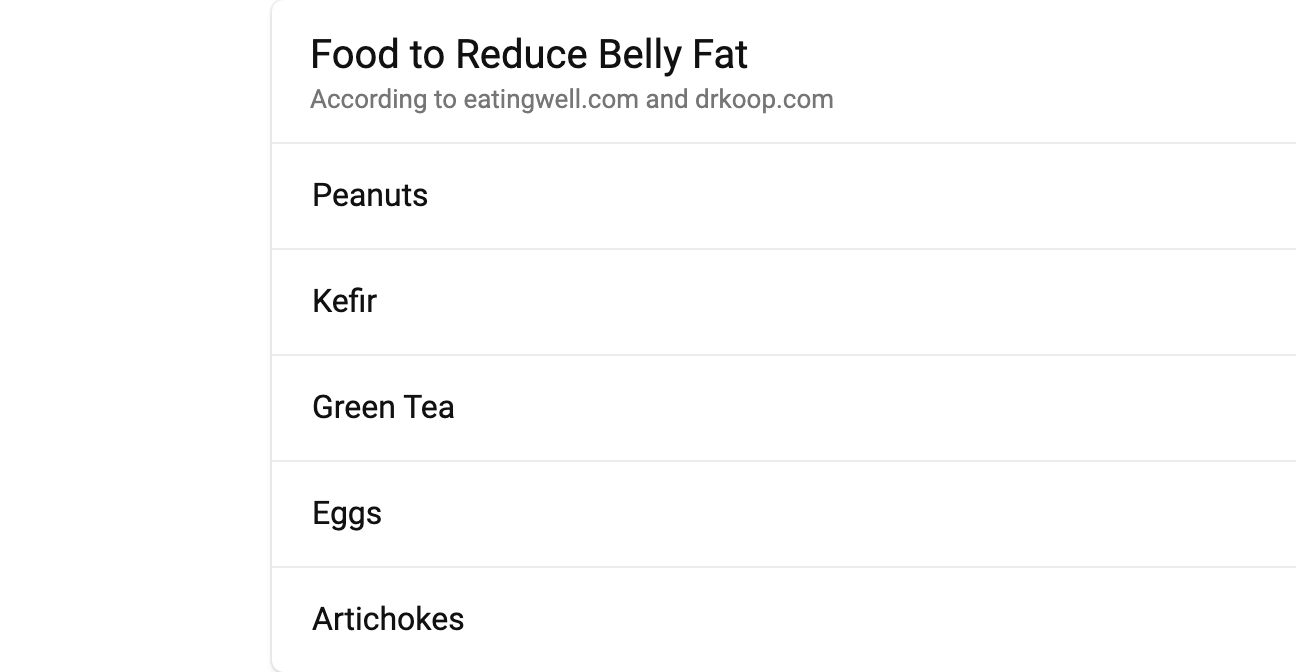 Food to Reduce Belly Fat
According to eatingwell.com and drkoop.com
Peanuts
Kefir
Green Tea
Eggs
Artichokes